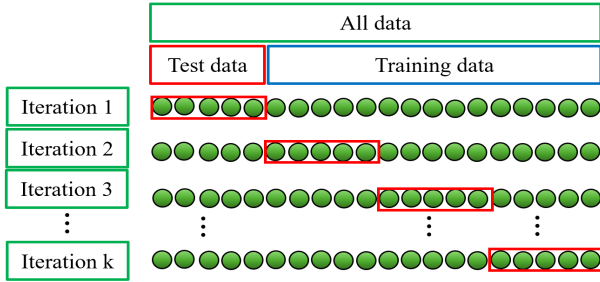 All data
Test data
Training data
Iteration 1
Iteration 2
Iteration 3
Iteration k